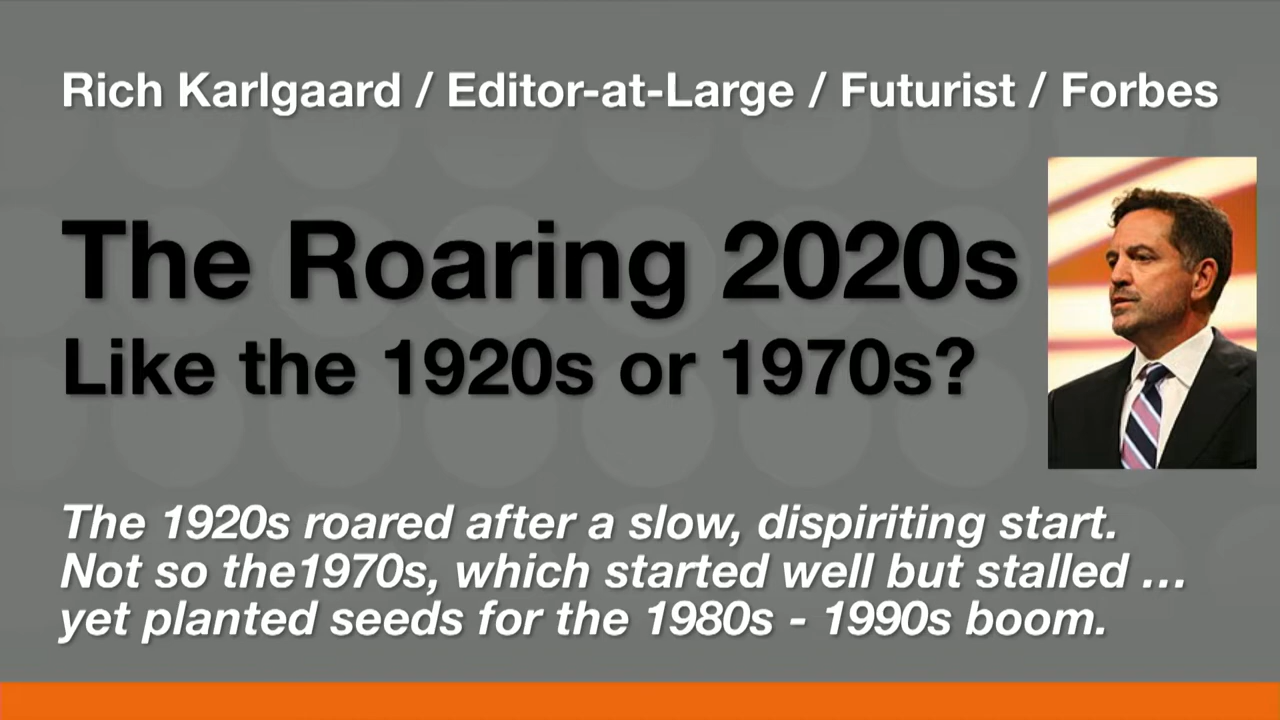 Rich Karlgaard / Editor-at-Large / Futurist / Forbes
The Roaring 2020s
Like the 1920s or 1970s?
The 1920s roared after a slow, dispiriting start.
Not so the1970s, which started well but stalled ...
yet planted seeds for the 1980s - 1990s boom.